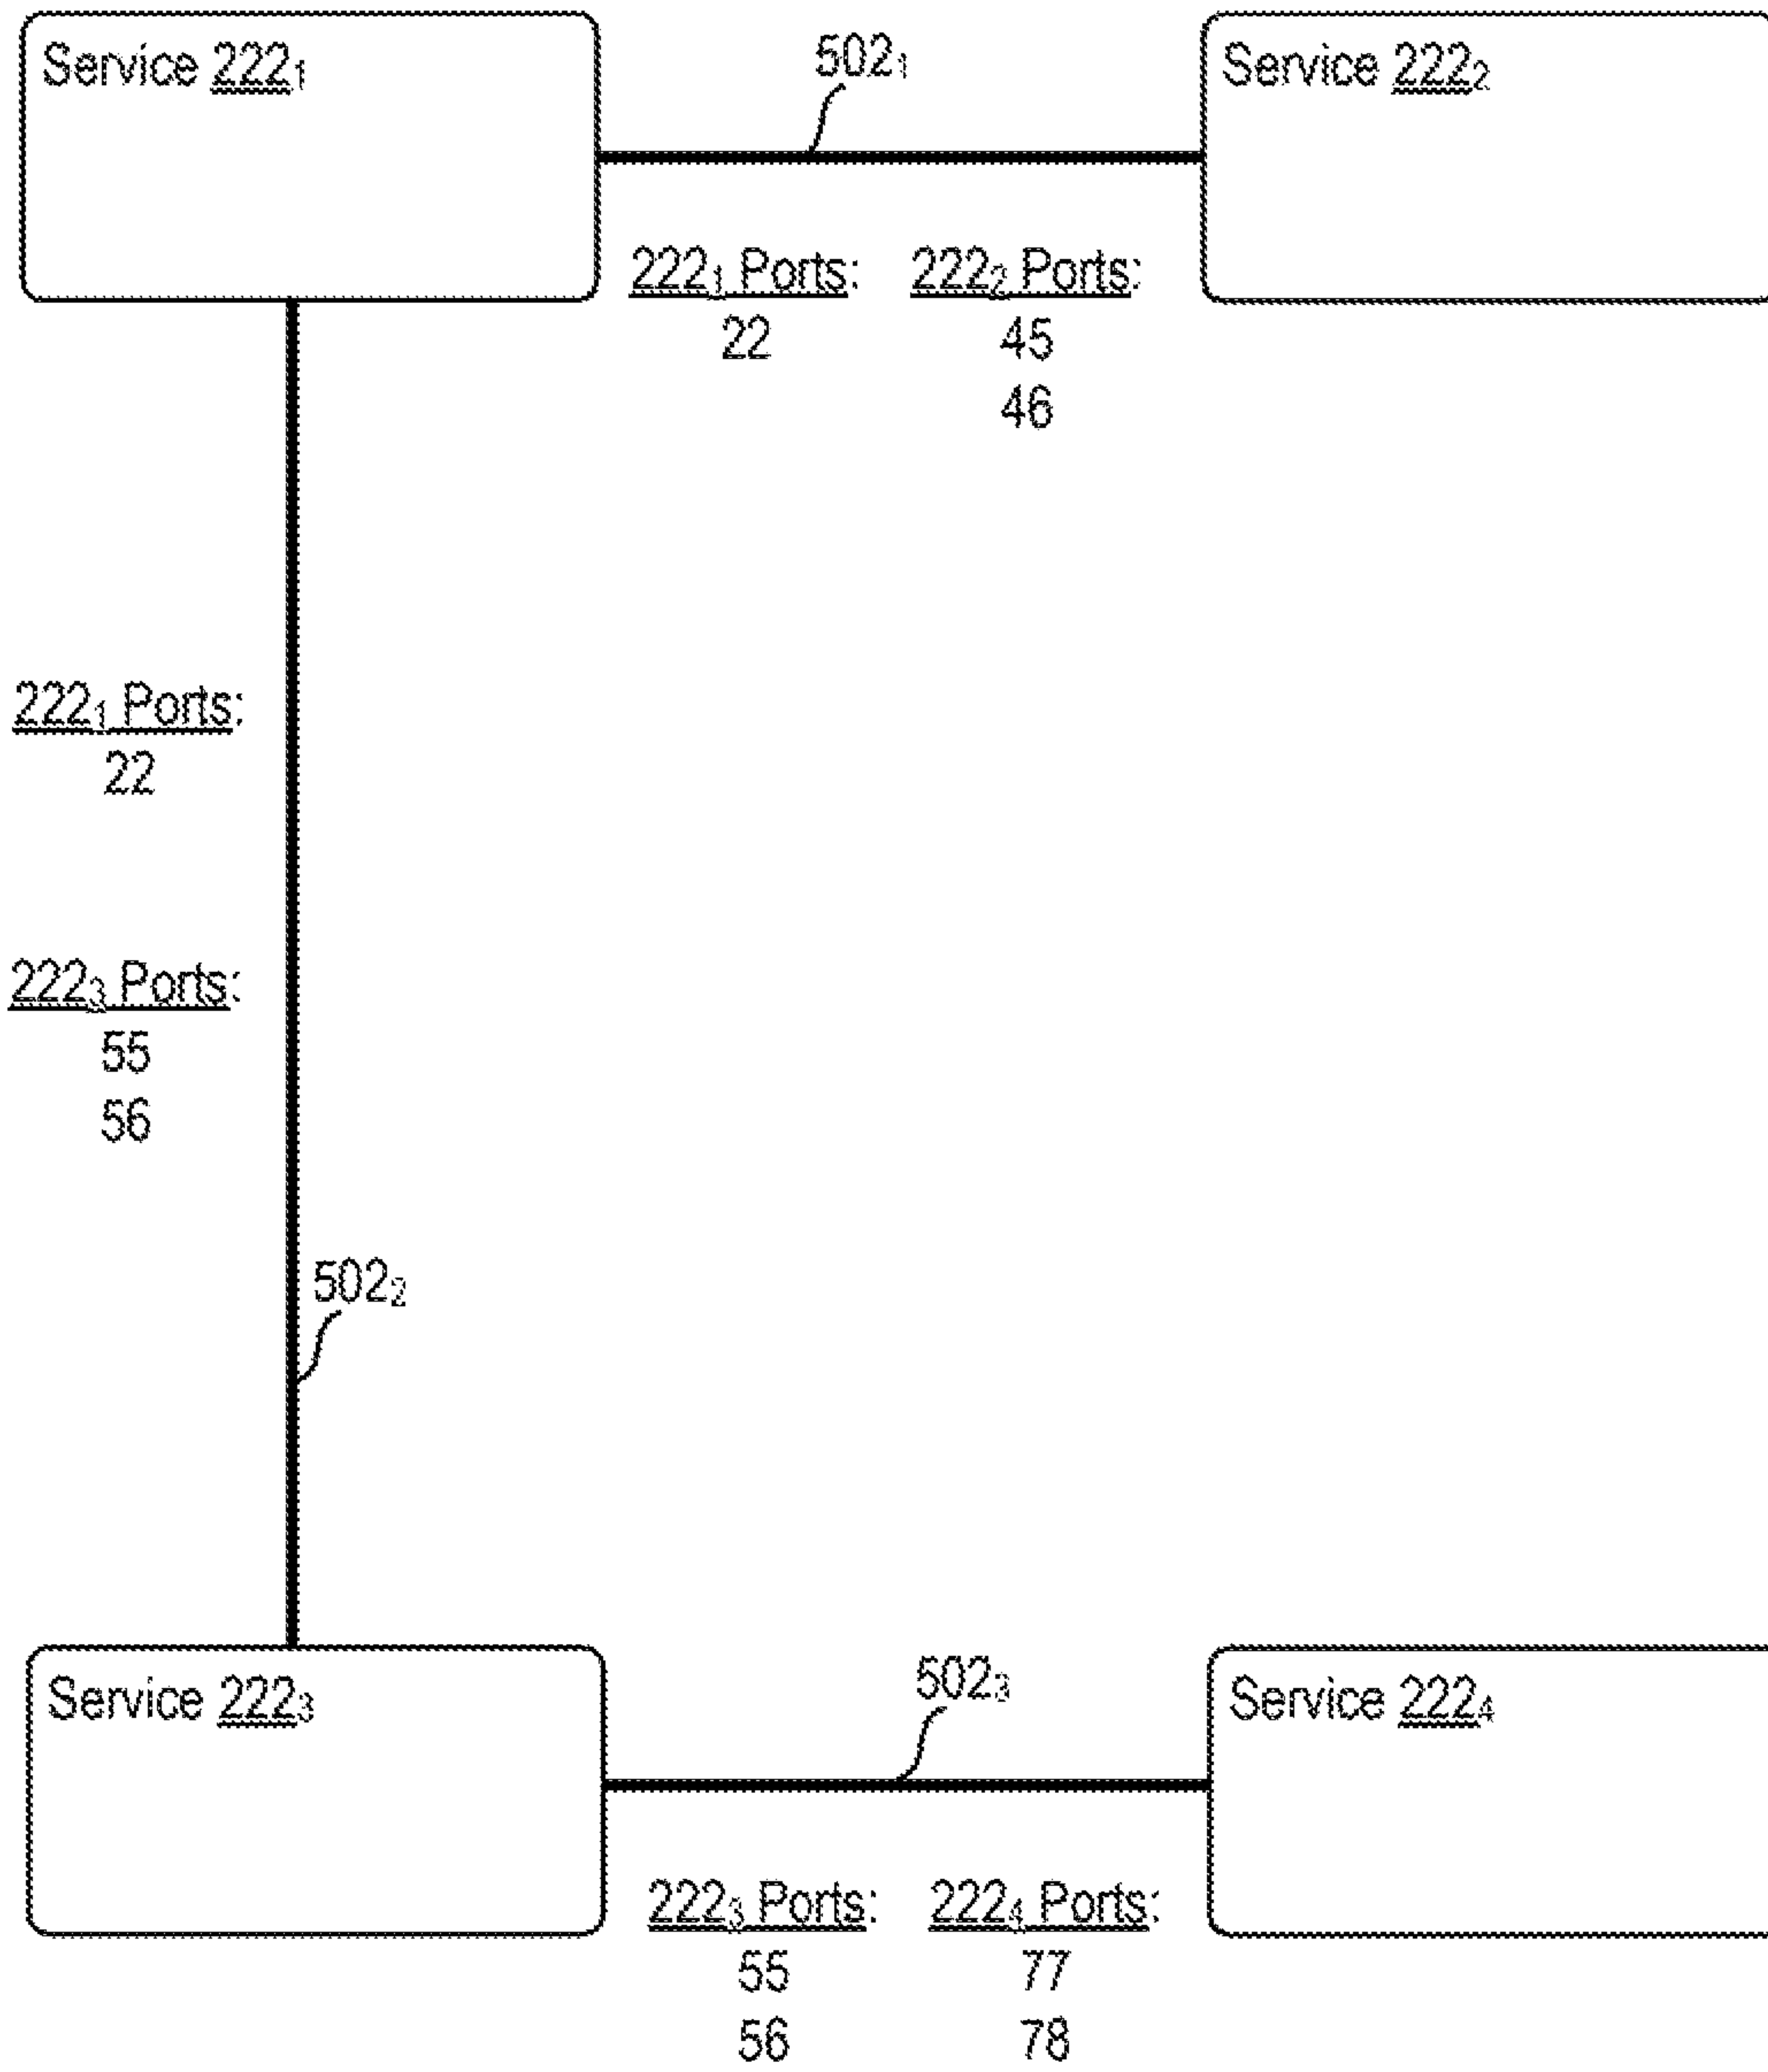 Service 222₁
502₁
Service 222₂
222₁ Ports: 222₂ Ports:
22 45
46
222₁ Ports:
22
222₃ Ports:
55
56
502₂
Service 222₃
502₃
Service 222₄
222₃ Ports: 222₄ Ports:
55 77
56 78